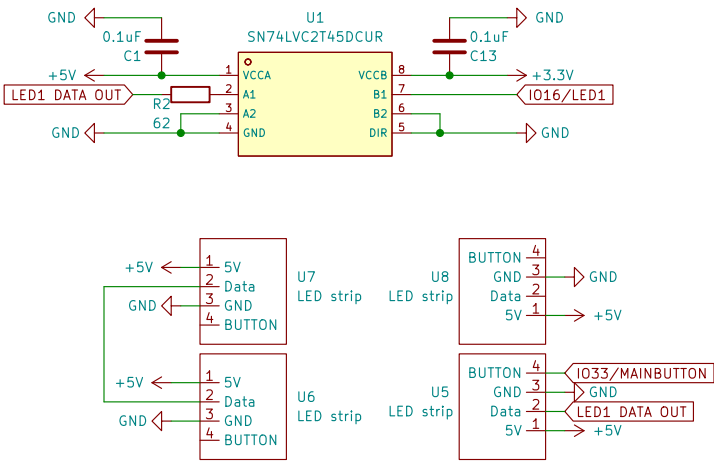 GND
U1
GND
SN74LVC2T45DCUR
0.1uF
C1
0.1uF
C13
+5V
1 VCCA
VCCB 8
+3.3V
LED1 DATA OUT
2 A1
B1 7
IO16/LED1
R2
62
3 A2
B2 6
GND
4 GND
DIR 5
GND
+5V
1 5V
2 Data
GND
3 GND
4 BUTTON
U7
LED strip
U8
LED strip
BUTTON 4
GND 3
GND
Data 2
5V 1
+5V
+5V
1 5V
2 Data
GND
3 GND
4 BUTTON
U6
LED strip
U5
LED strip
BUTTON 4
IO33/MAINBUTTON
GND 3
GND
Data 2
LED1 DATA OUT
5V 1
+5V